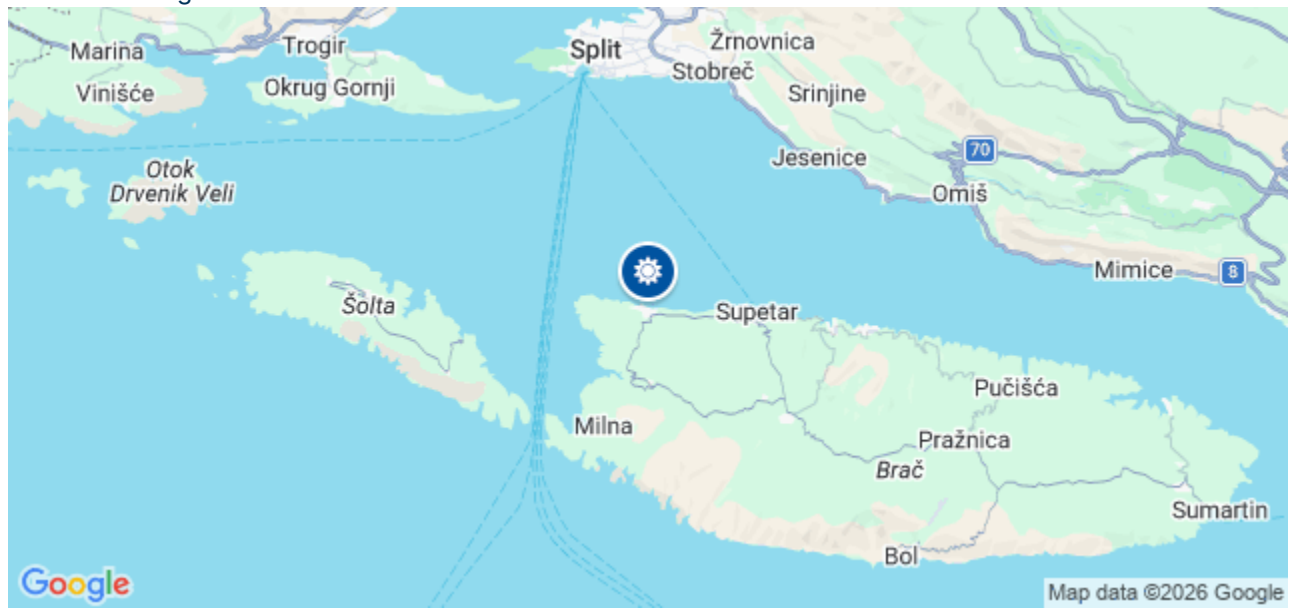 Marina
Trogir
Split
Žrnovnica
Stobreč
Vinišće
Okrug Gornji
Srinjine
Jesenice
70
Otok
Drvenik Veli
Omiš
Mimice
8
Šolta
Supetar
Pučišća
Milna
Pražnica
Brač
Sumartin
Bol
Google
Map data ©2026 Google